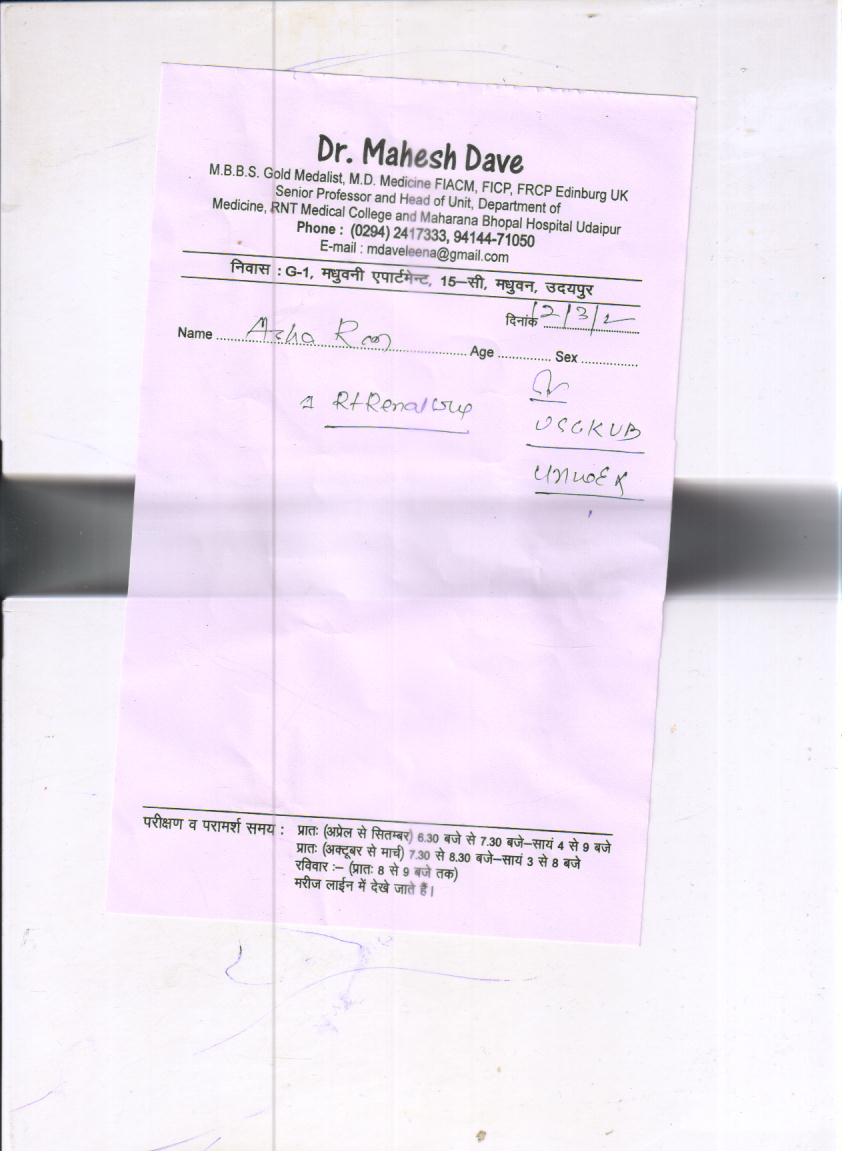 Dr. Mahesh Dave
M.B.B.S. Gold Medalist, M.D. Medicine FIACM, FICP, FRCP Edinburg UK
Senior Professor and Head of Unit, Department of
Medicine, RNT Medical College and Maharana Bhopal Hospital Udaipur
Phone : (0294) 2417333, 94144-71050
E-mail : mdaveleena@gmail.com
निवास : G-1, मधुवनी एपार्टमेन्ट, 15–सी, मधुवन, उदयपुर
दिनांक 12/3/
Name Asha Age Sex
Rt Renal
USG KUB
परीक्षण व परामर्श समय : प्रातः (अप्रेल से सितम्बर) 6.30 बजे से 7.30 बजे–सायं 4 से 9 बजे
प्रातः (अक्टूबर से मार्च) 7.30 से 8.30 बजे–सायं 3 से 8 बजे
रविवार :– (प्रातः 8 से 9 बजे तक)
मरीज लाईन में देखे जाते हैं।